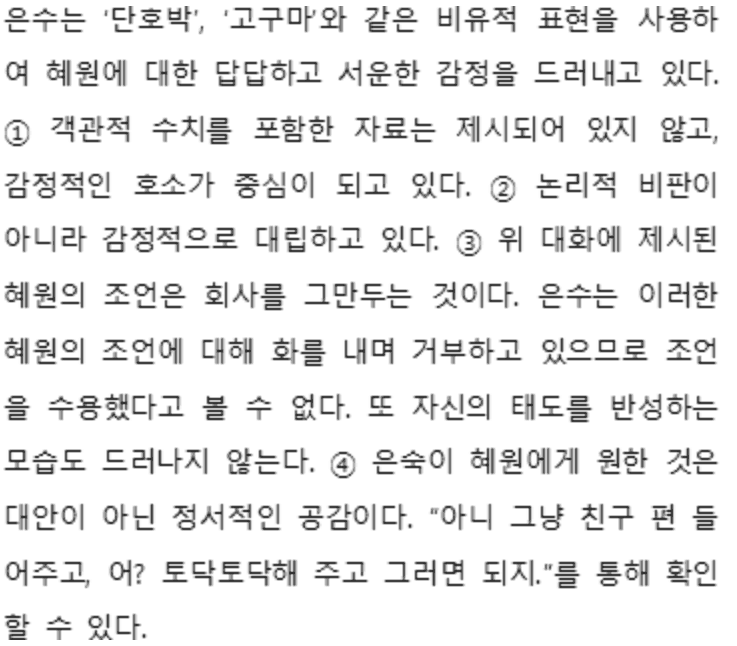 은수는 ‘단호박’, ‘고구마’와 같은 비유적 표현을 사용하
여 혜원에 대한 답답하고 서운한 감정을 드러내고 있다.
① 객관적 수치를 포함한 자료는 제시되어 있지 않고,
감정적인 호소가 중심이 되고 있다. ② 논리적 비판이
아니라 감정적으로 대립하고 있다. ③ 위 대화에 제시된
혜원의 조언은 회사를 그만두는 것이다. 은수는 이러한
혜원의 조언에 대해 화를 내며 거부하고 있으므로 조언
을 수용했다고 볼 수 없다. 또 자신의 태도를 반성하는
모습도 드러나지 않는다. ④ 은숙이 혜원에게 원한 것은
대안이 아닌 정서적인 공감이다. “아니 그냥 친구 편 들
어주고, 어? 토닥토닥해 주고 그러면 되지.”를 통해 확인
할 수 있다.